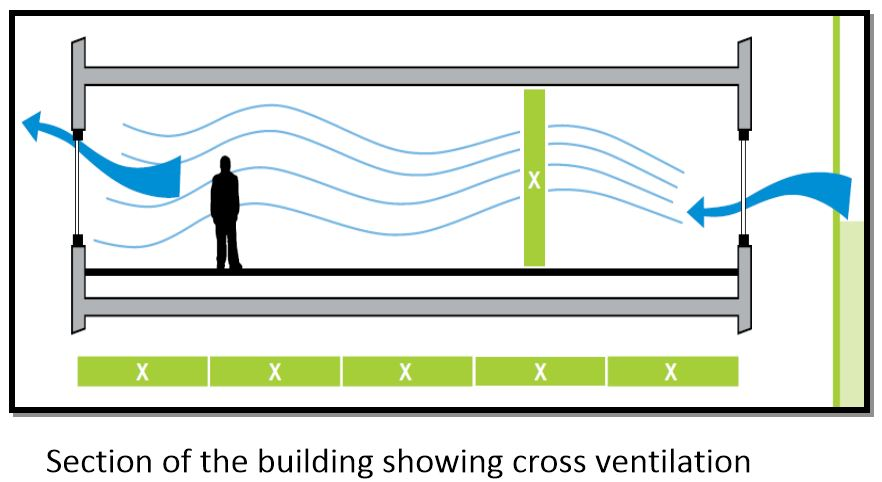 X
X X X X X
Section of the building showing cross ventilation